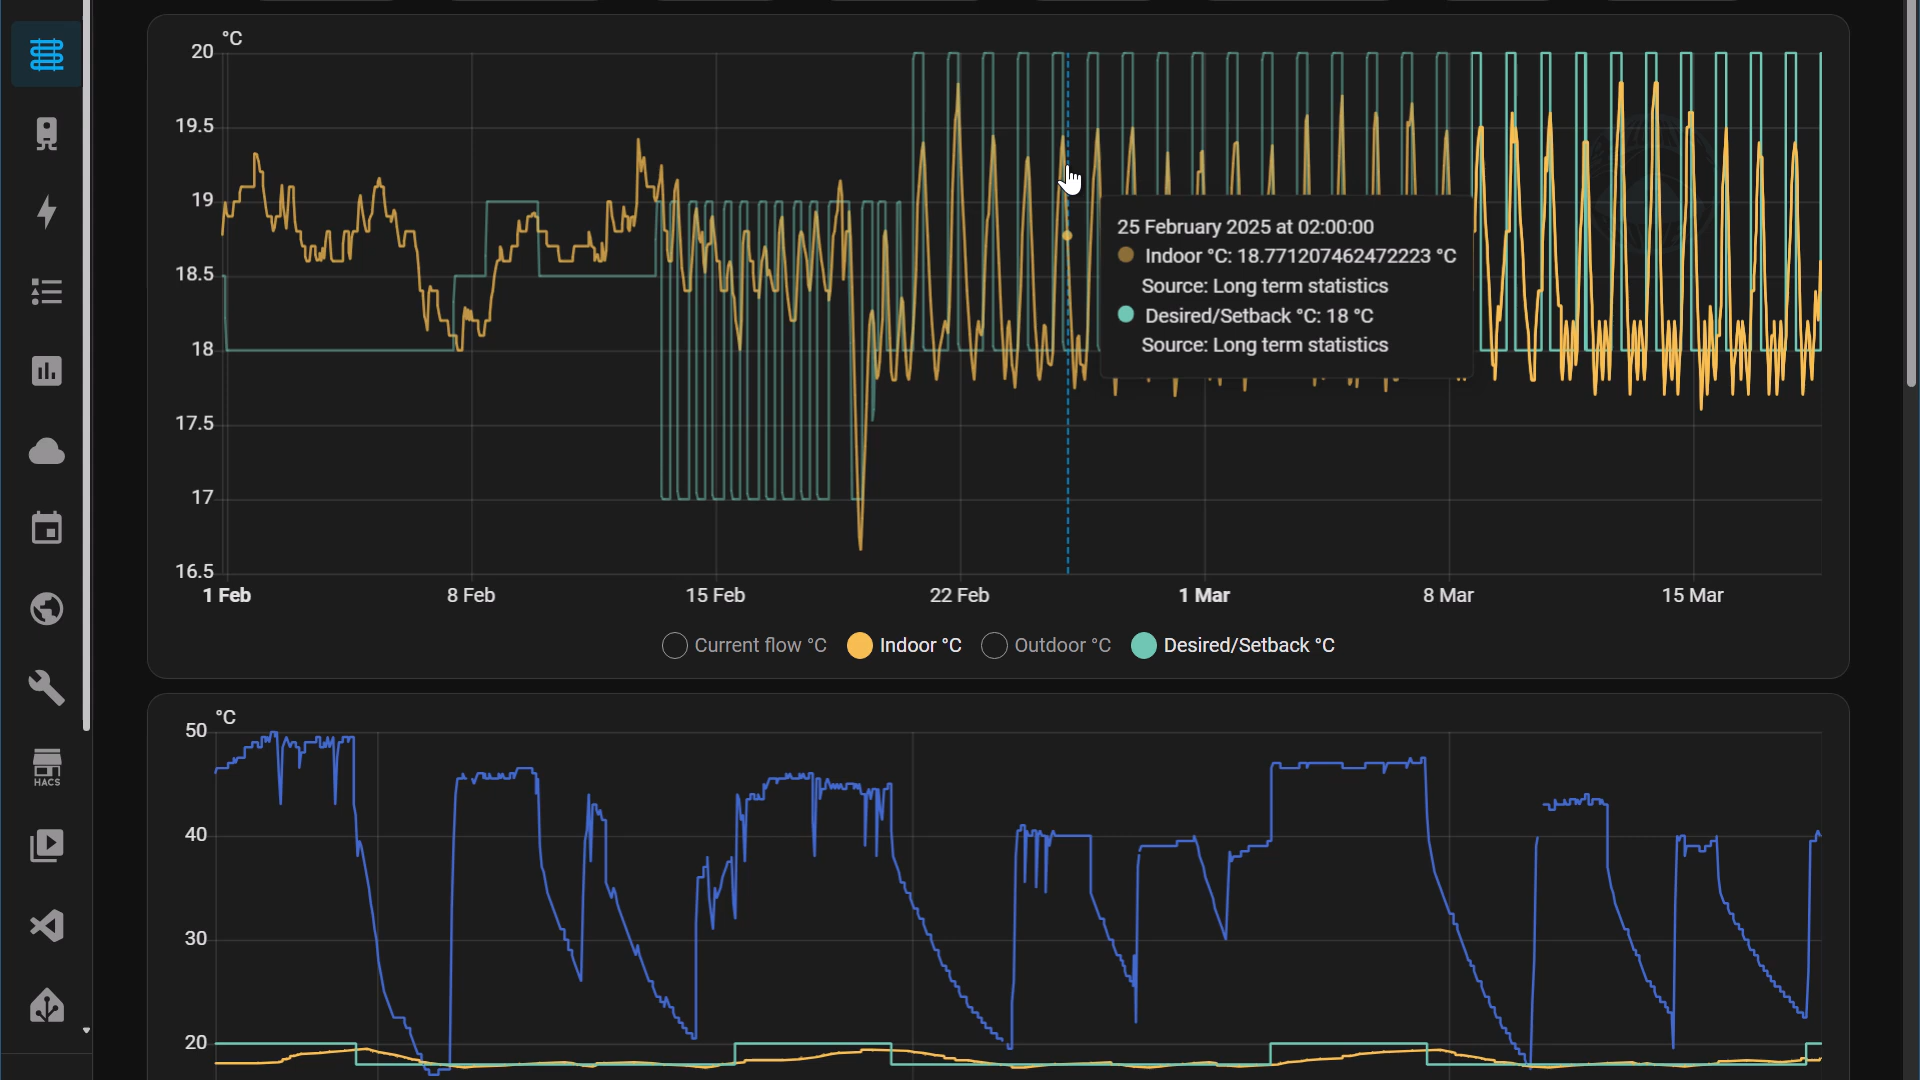 °C
20
19.5
19
18.5
18
17.5
17
16.5
1 Feb
8 Feb
15 Feb
22 Feb
1 Mar
8 Mar
15 Mar
25 February 2025 at 02:00:00
Indoor °C: 18.771207462472223 °C
Source: Long term statistics
Desired/Setback °C: 18 °C
Source: Long term statistics
Current flow °C
Indoor °C
Outdoor °C
Desired/Setback °C
HACS
°C
50
40
30
20